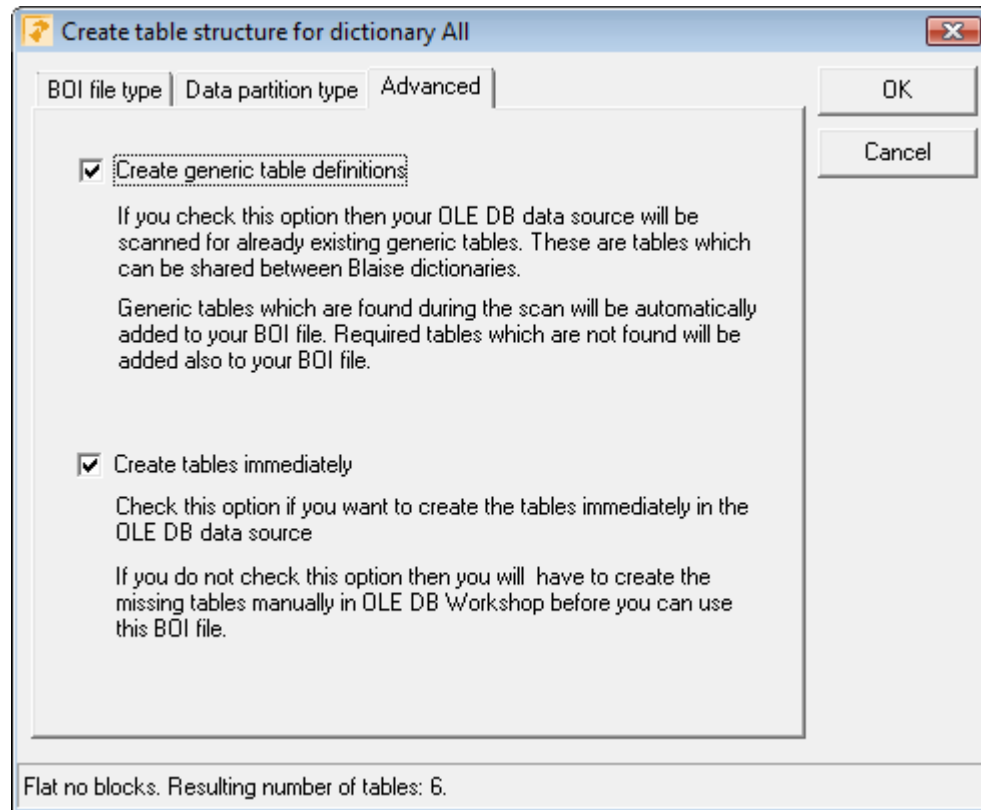 Create table structure for dictionary All
BOI file type
Data partition type
Advanced
OK
Cancel
Create generic table definitions
If you check this option then your OLE DB data source will be
scanned for already existing generic tables. These are tables which
can be shared between Blaise dictionaries.
Generic tables which are found during the scan will be automatically
added to your BOI file. Required tables which are not found will be
added also to your BOI file.
Create tables immediately
Check this option if you want to create the tables immediately in the
OLE DB data source
If you do not check this option then you will  have to create the
missing tables manually in OLE DB Workshop before you can use
this BOI file.
Flat no blocks. Resulting number of tables: 6.